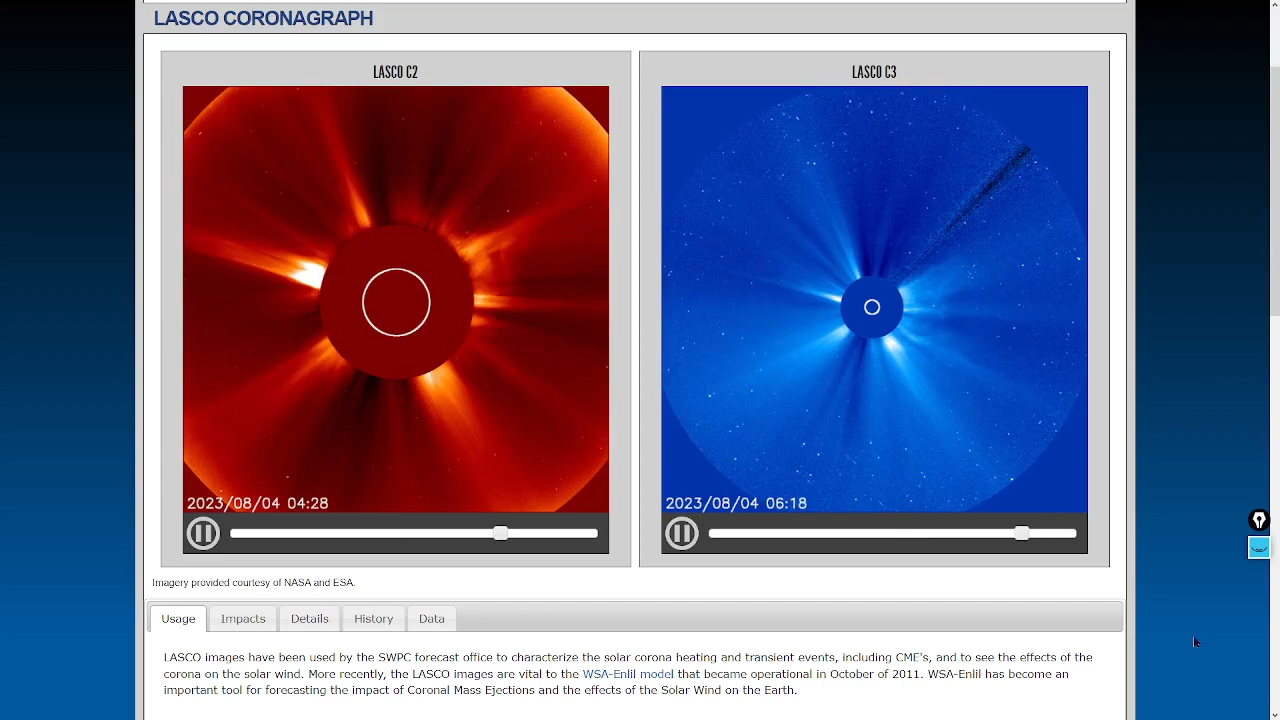 LASCO CORONAGRAPH
LASCO C2
LASCO C3
2023/08/04 04:28
2023/08/04 06:18
Imagery provided courtesy of NASA and ESA.
Usage
Impacts
Details
History
Data
LASCO images have been used by the SWPC forecast office to characterize the solar corona heating and transient events, including CME's, and to see the effects of the
corona on the solar wind. More recently, the LASCO images are vital to the WSA-Enlil model that became operational in October of 2011. WSA-Enlil has become an
important tool for forecasting the impact of Coronal Mass Ejections and the effects of the Solar Wind on the Earth.